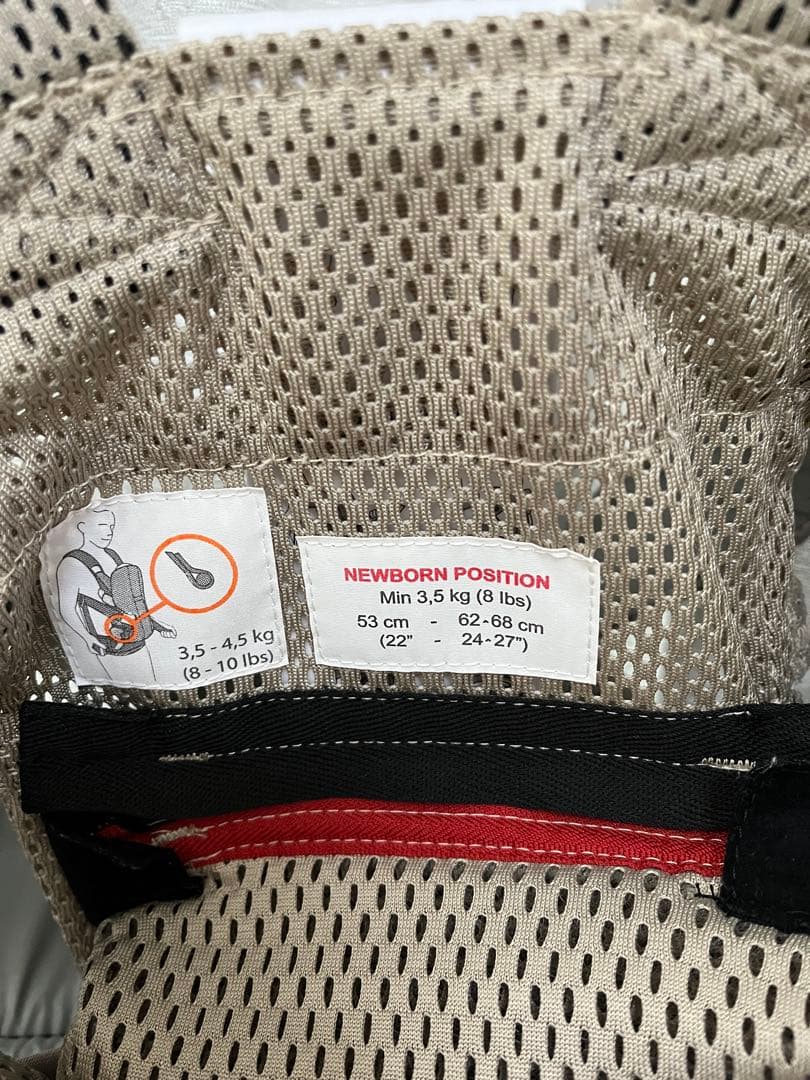 3,5 - 4,5 kg
(8 - 10 lbs)
NEWBORN POSITION
Min 3,5 kg (8 lbs)
53 cm - 62-68 cm
(22" - 24-27")